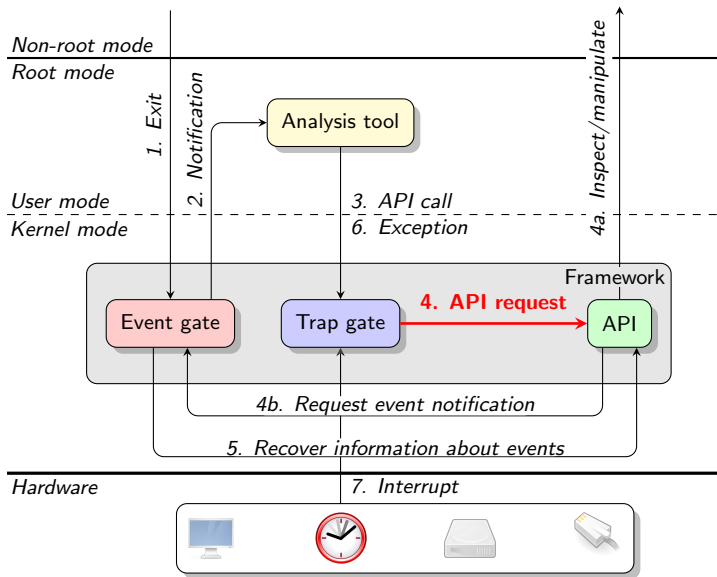 Non-root mode
Root mode
1. Exit
2. Notification
Analysis tool
4a. Inspect/manipulate
User mode
3. API call
Kernel mode
6. Exception
Framework
Event gate
Trap gate
4. API request
API
4b. Request event notification
5. Recover information about events
Hardware
7. Interrupt